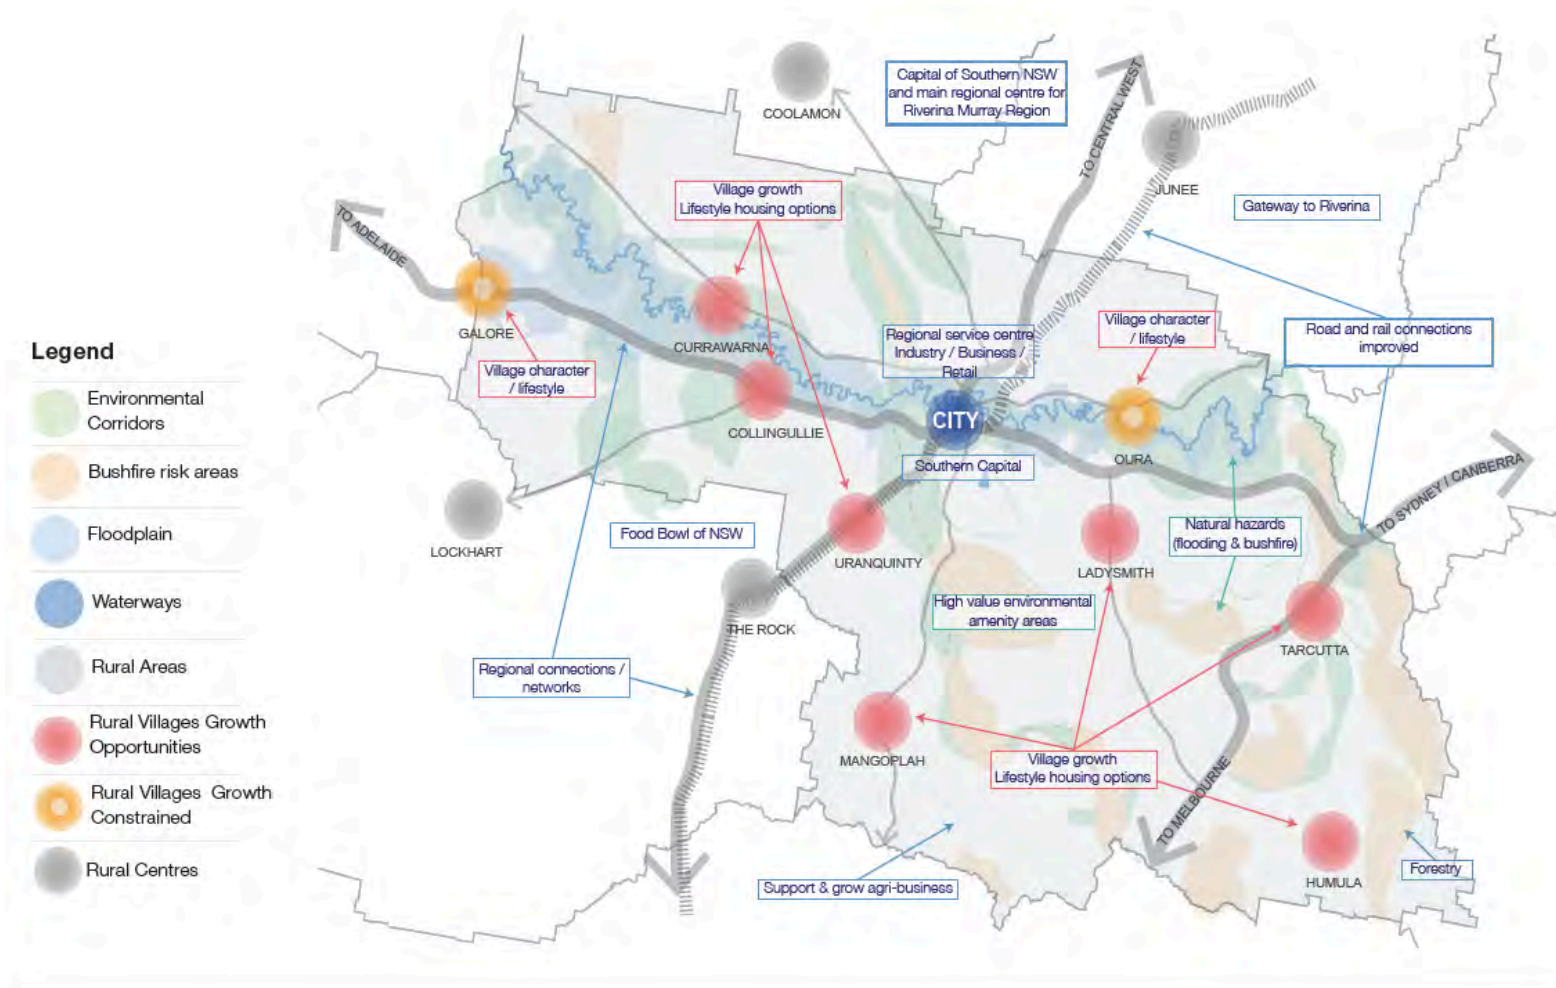 COOLAMON
Capital of Southern NSW
and main regional centre for
Riverina Murray Region
TO CENTRAL WEST
JUNEE
Village growth
Lifestyle housing options
Gateway to Riverina
TO ADELAIDE
GALORE
CURRAWARNA
Village character
/ lifestyle
Regional service centre
Industry / Business /
Retail
Village character
/ lifestyle
Road and rail connections
improved
CITY
COLLINGULLIE
OURA
Southern Capital
TO SYDNEY / CANBERRA
LOCKHART
Food Bowl of NSW
URANQUINTY
Natural hazards
(flooding & bushfire)
LADYSMITH
High value environmental
amenity areas
THE ROCK
TARCUTTA
Regional connections /
networks
MANGOPLAH
Village growth
Lifestyle housing options
TO MELBOURNE
HUMULA
Forestry
Support & grow agri-business
Legend
Environmental
Corridors
Bushfire risk areas
Floodplain
Waterways
Rural Areas
Rural Villages Growth
Opportunities
Rural Villages Growth
Constrained
Rural Centres